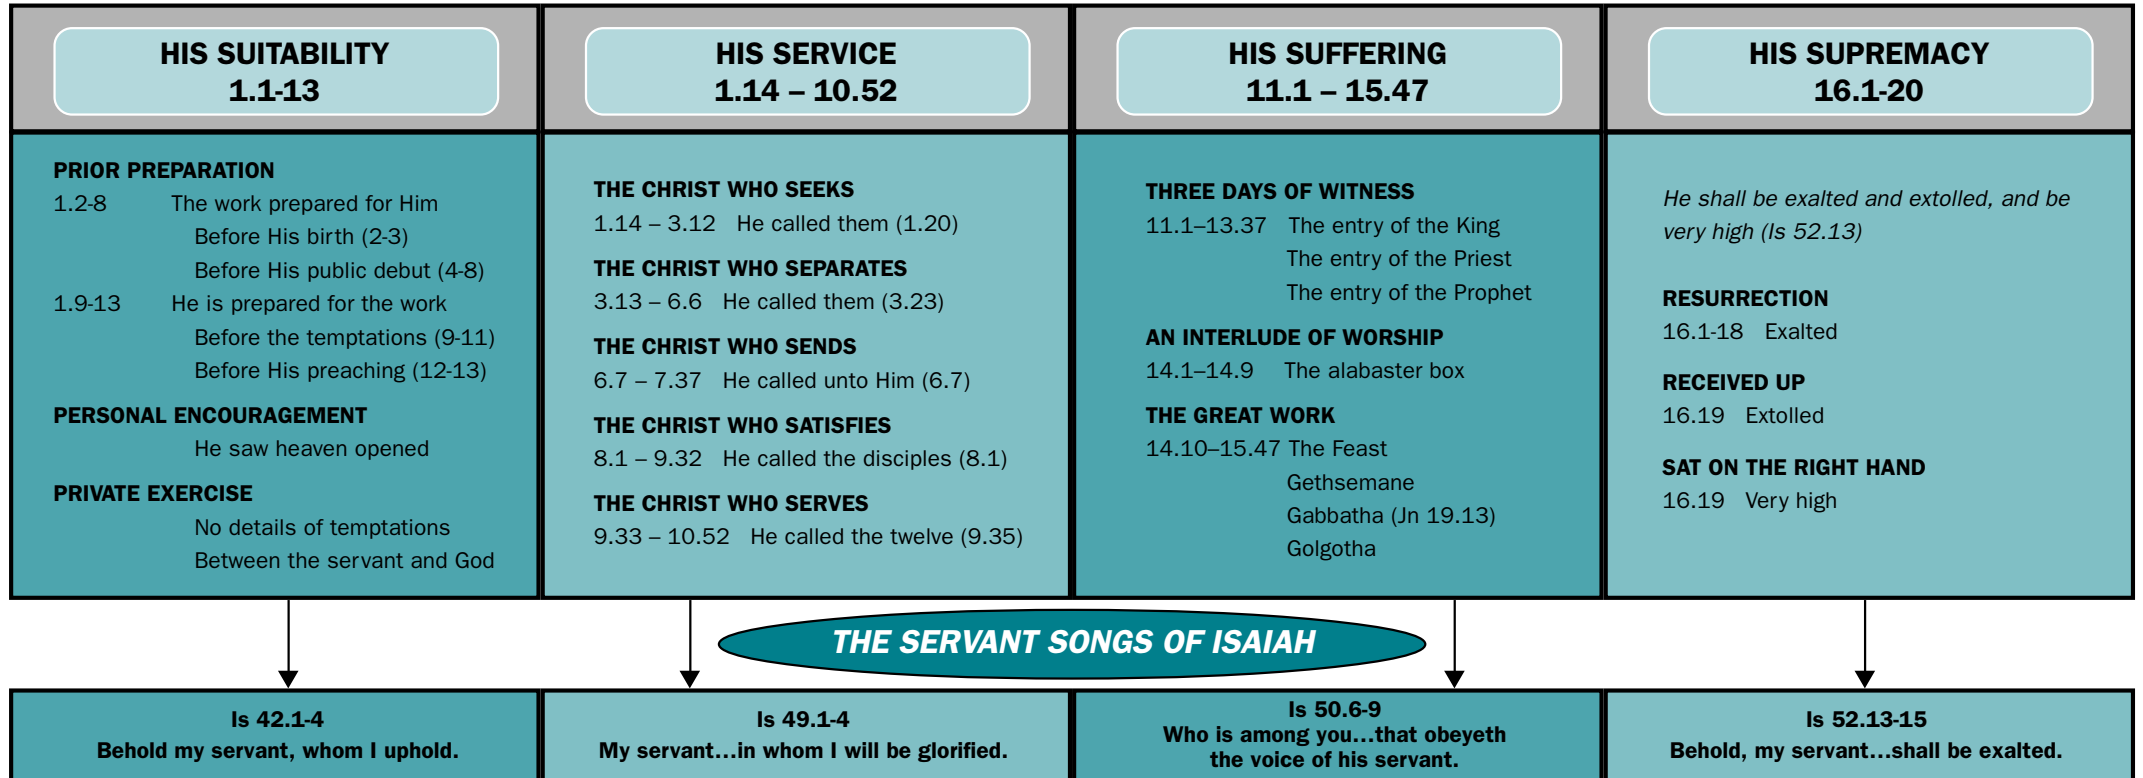 HIS SUITABILITY
1.1-13
PRIOR PREPARATION
1.2-8 The work prepared for Him
Before His birth (2-3)
Before His public debut (4-8)
1.9-13 He is prepared for the work
Before the temptations (9-11)
Before His preaching (12-13)
PERSONAL ENCOURAGEMENT
He saw heaven opened
PRIVATE EXERCISE
No details of temptations
Between the servant and God
HIS SERVICE
1.14 – 10.52
THE CHRIST WHO SEEKS
1.14 – 3.12 He called them (1.20)
THE CHRIST WHO SEPARATES
3.13 – 6.6 He called them (3.23)
THE CHRIST WHO SENDS
6.7 – 7.37 He called unto Him (6.7)
THE CHRIST WHO SATISFIES
8.1 – 9.32 He called the disciples (8.1)
THE CHRIST WHO SERVES
9.33 – 10.52 He called the twelve (9.35)
HIS SUFFERING
11.1 – 15.47
THREE DAYS OF WITNESS
11.1–13.37 The entry of the King
The entry of the Priest
The entry of the Prophet
AN INTERLUDE OF WORSHIP
14.1–14.9 The alabaster box
THE GREAT WORK
14.10–15.47 The Feast
Gethsemane
Gabbatha (Jn 19.13)
Golgotha
HIS SUPREMACY
16.1-20
He shall be exalted and extolled, and be
very high (Is 52.13)
RESURRECTION
16.1-18 Exalted
RECEIVED UP
16.19 Extolled
SAT ON THE RIGHT HAND
16.19 Very high
THE SERVANT SONGS OF ISAIAH
Is 42.1-4
Behold my servant, whom I uphold.
Is 49.1-4
My servant...in whom I will be glorified.
Is 50.6-9
Who is among you...that obeyeth
the voice of his servant.
Is 52.13-15
Behold, my servant...shall be exalted.